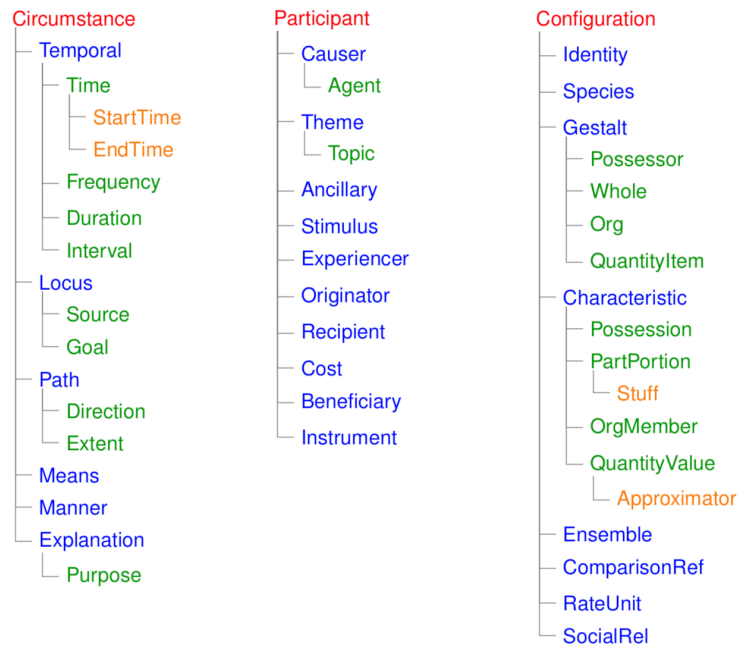 Circumstance
Temporal
Time
StartTime
EndTime
Frequency
Duration
Interval
Locus
Source
Goal
Path
Direction
Extent
Means
Manner
Explanation
Purpose
Participant
Causer
Agent
Theme
Topic
Ancillary
Stimulus
Experiencer
Originator
Recipient
Cost
Beneficiary
Instrument
Configuration
Identity
Species
Gestalt
Possessor
Whole
Org
QuantityItem
Characteristic
Possession
PartPortion
Stuff
OrgMember
QuantityValue
Approximator
Ensemble
ComparisonRef
RateUnit
SocialRel